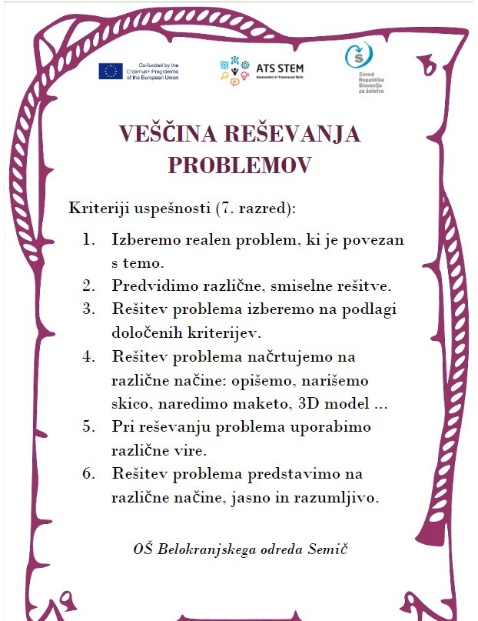 Co-funded by the
Erasmus+ Programme
of the European Union
ATS STEM
Assessment of Transversal Skills
Š
Zavod
Republike
Slovenije
za šolstvo
VEŠČINA REŠEVANJA
PROBLEMOV
Kriteriji uspešnosti (7. razred):
1. Izberemo realen problem, ki je povezan
s temo.
2. Predvidimo različne, smiselne rešitve.
3. Rešitev problema izberemo na podlagi
določenih kriterijev.
4. Rešitev problema načrtujemo na
različne načine: opišemo, narišemo
skico, naredimo maketo, 3D model ...
5. Pri reševanju problema uporabimo
različne vire.
6. Rešitev problema predstavimo na
različne načine, jasno in razumljivo.
OŠ Belokranjskega odreda Semič